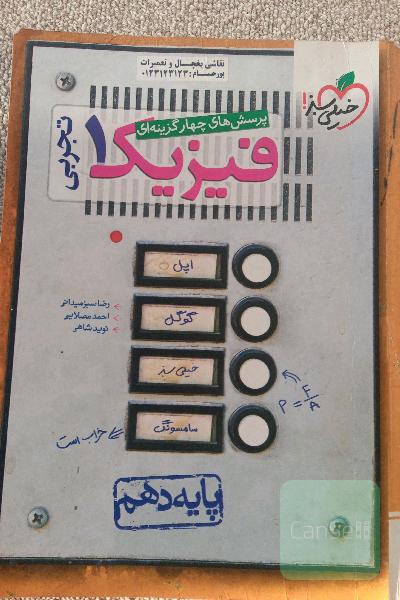 نقاشی یخچال و تعمیرات
پورحسام: ۰۱۲۳۱۲۳۱۲۳
خیلی سبز
پرسش‌های چهارگزینه‌ای
فیزیک ۱
تجربی
اپل
رضا سبزمیدانی
گوگل
احمد مصلایی
نوید شاهی
خیلی سبز
P = F/A
سامسونگ
خراب است
پایه دهم